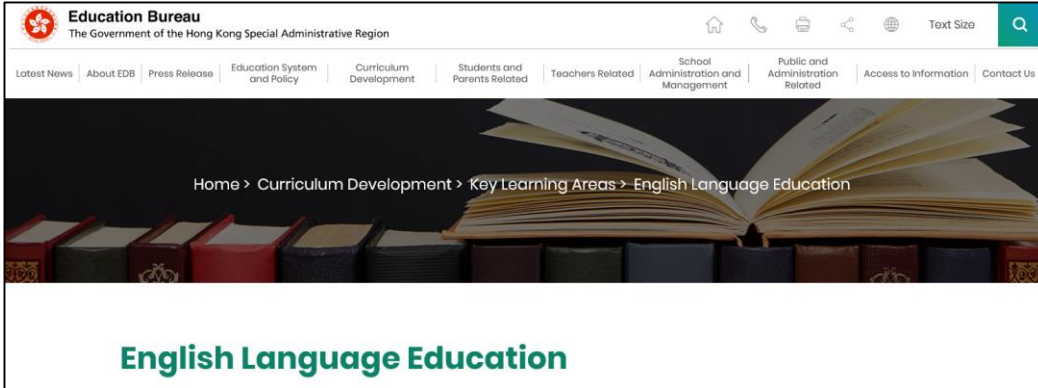 Education Bureau
The Government of the Hong Kong Special Administrative Region
Text Size
Latest News
About EDB
Press Release
Education System
and Policy
Curriculum
Development
Students and
Parents Related
Teachers Related
School
Administration and
Management
Public and
Administration
Related
Access to Information
Contact Us
Home > Curriculum Development > Key Learning Areas > English Language Education
English Language Education